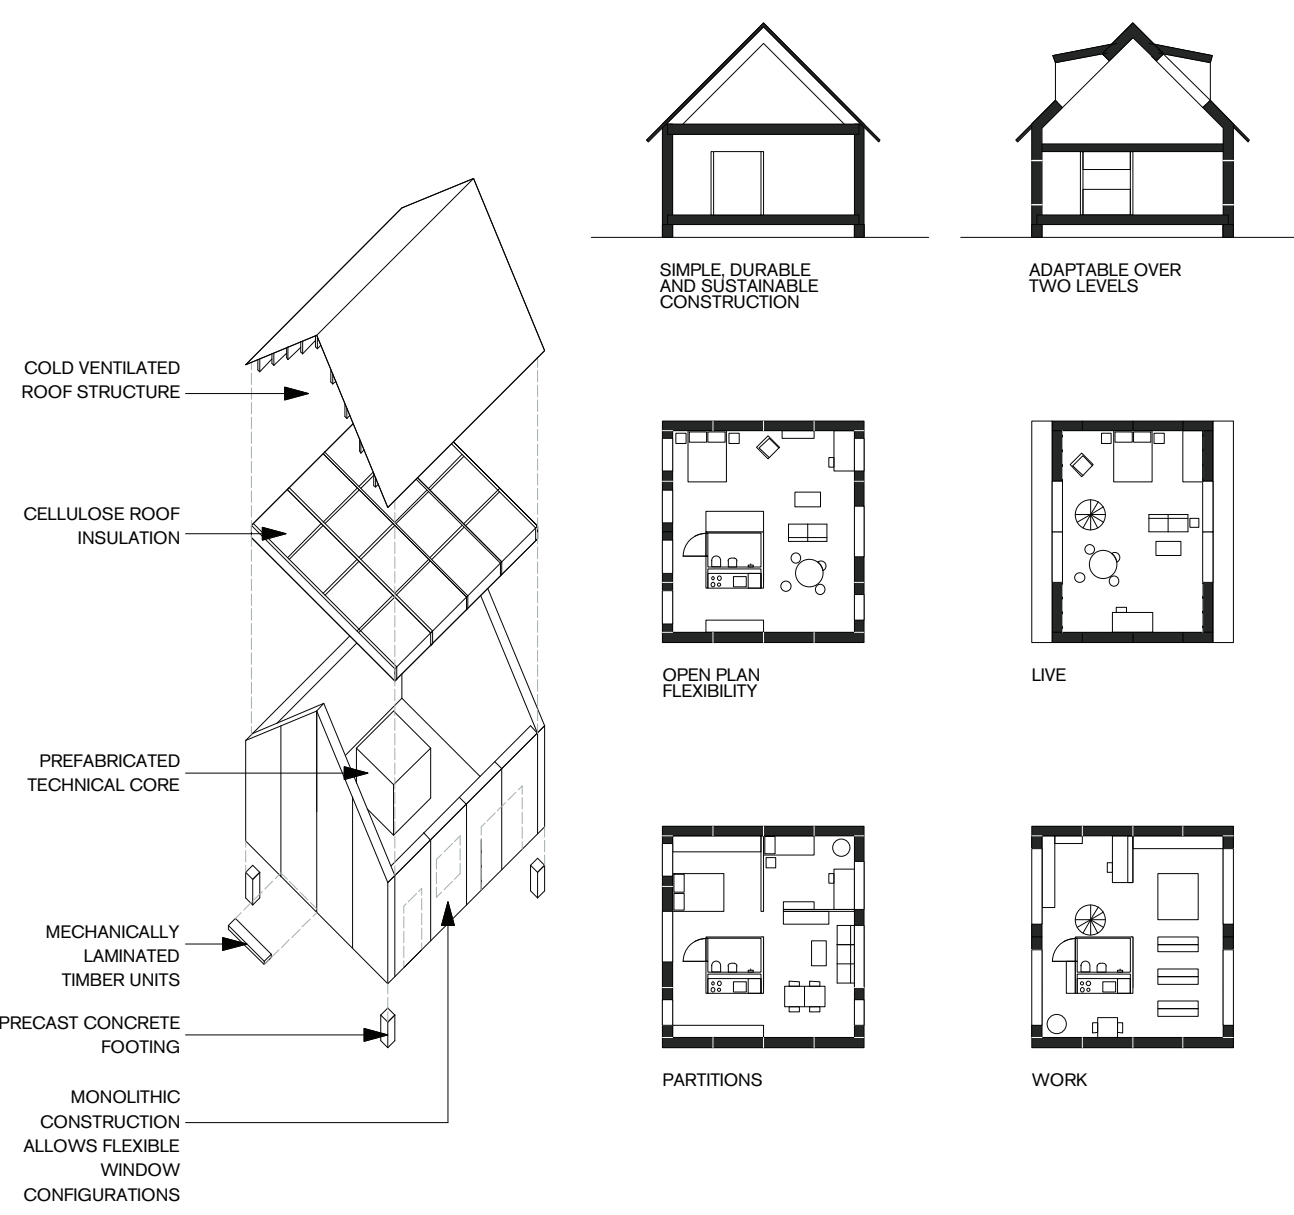 SIMPLE, DURABLE
AND SUSTAINABLE
CONSTRUCTION
ADAPTABLE OVER
TWO LEVELS
COLD VENTILATED
ROOF STRUCTURE
CELLULOSE ROOF
INSULATION
OPEN PLAN
FLEXIBILITY
LIVE
PREFABRICATED
TECHNICAL CORE
MECHANICALLY
LAMINATED
TIMBER UNITS
PRECAST CONCRETE
FOOTING
PARTITIONS
WORK
MONOLITHIC
CONSTRUCTION
ALLOWS FLEXIBLE
WINDOW
CONFIGURATIONS